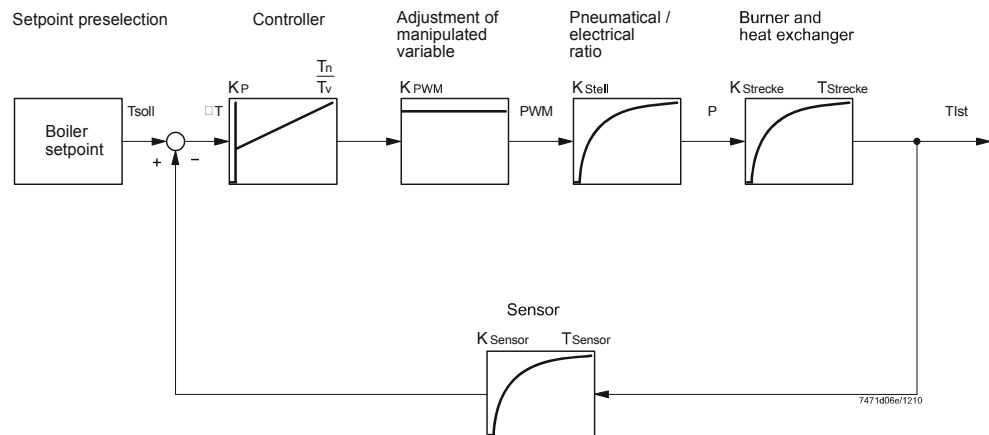 Setpoint preselection
Controller
Adjustment of
manipulated
variable
Pneumatical /
electrical
ratio
Burner and
heat exchanger
Boiler
setpoint
Tsoll
+
−
□T
KP
Tn
Tv
KPWM
PWM
KStell
P
KStrecke
TStrecke
TIst
Sensor
KSensor
TSensor
7471d06e/1210